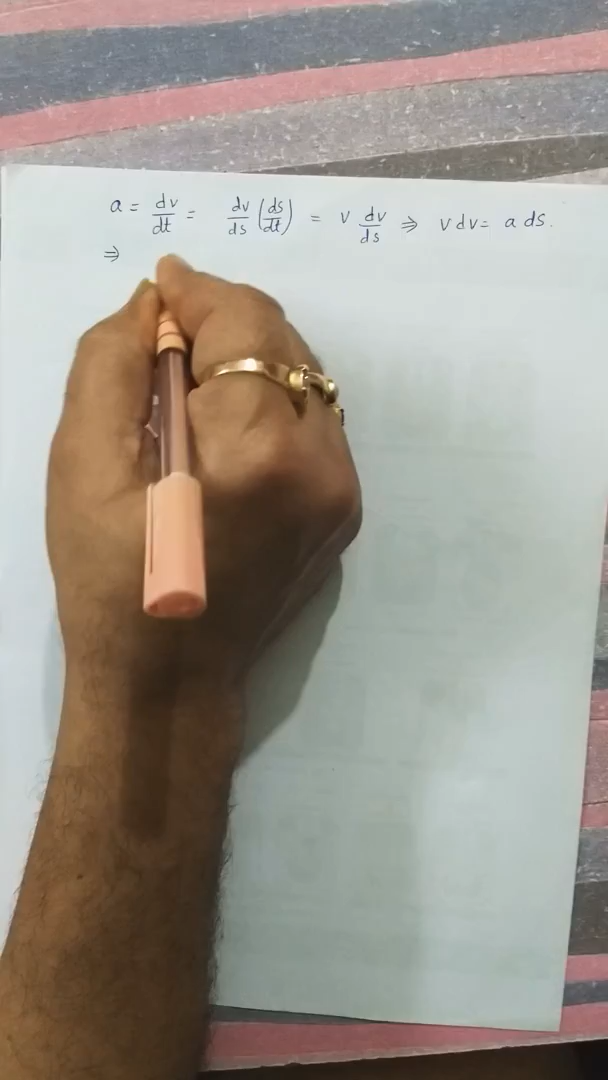 a = dv/dt = dv/ds (ds/dt) = v dv/ds ⇒ v dv = a ds.
⇒